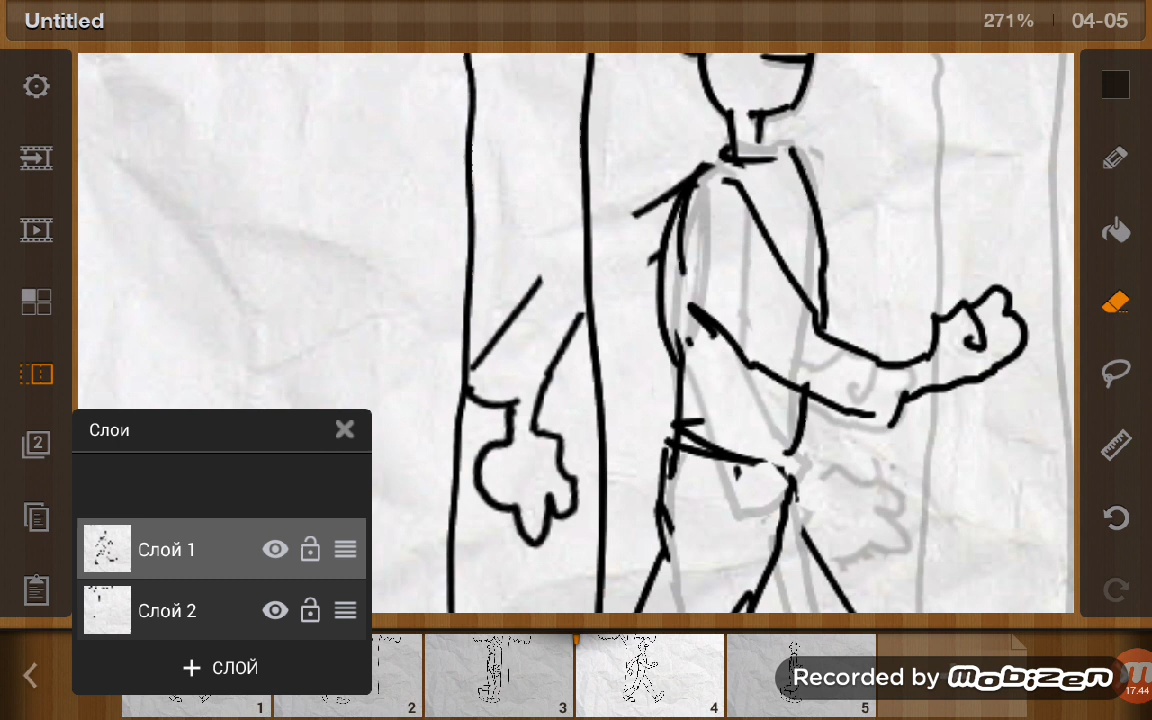 Untitled
271% 04-05
2
Слои
Слой 1
Слой 2
+ СЛОЙ
1
2
3
4
5
Recorded by mobizen
17.44